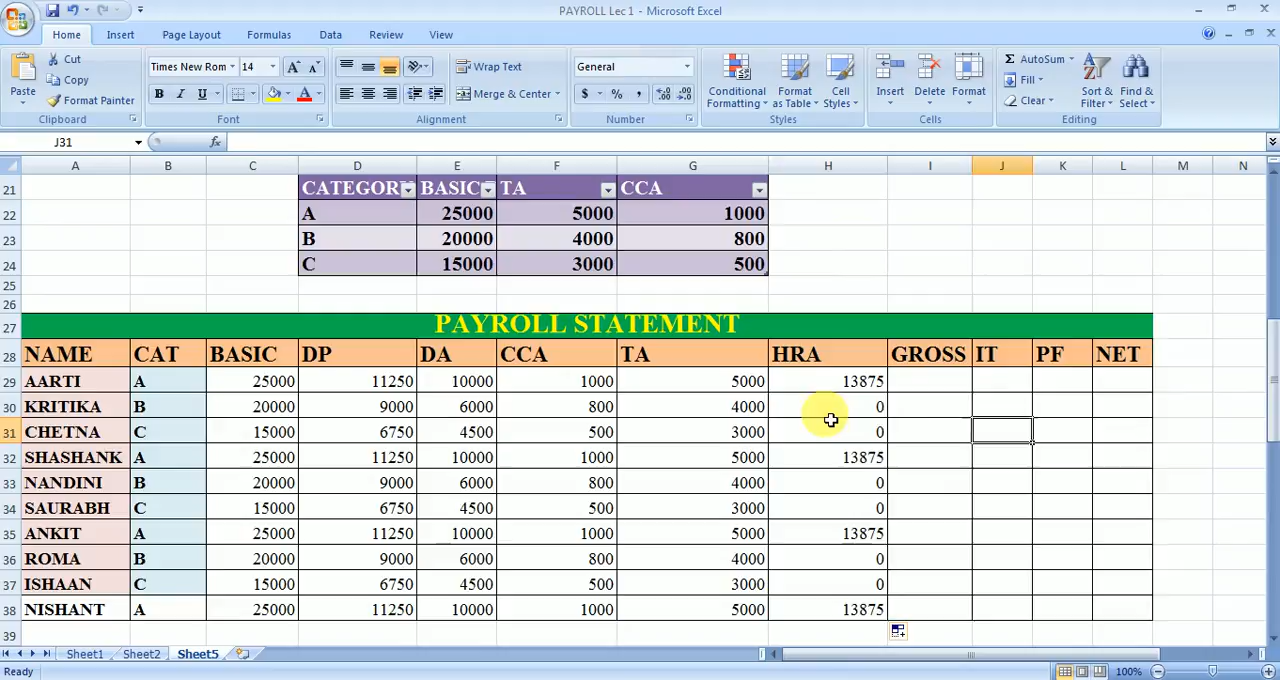 PAYROLL Lec 1 - Microsoft Excel
Home Insert Page Layout Formulas Data Review View
Cut Times New Rom 14 A A Wrap Text General AutoSum
Copy Fill
Paste Format Painter B I U A Merge & Center $ % , Conditional Formatting Format as Table Cell Styles Insert Delete Format Clear Sort & Filter Find & Select
Clipboard Font Alignment Number Styles Cells Editing
J31 fx
A B C D E F G H I J K L M N
21 CATEGOR BASIC TA CCA
22 A 25000 5000 1000
23 B 20000 4000 800
24 C 15000 3000 500
25
26
27 PAYROLL STATEMENT
28 NAME CAT BASIC DP DA CCA TA HRA GROSS IT PF NET
29 AARTI A 25000 11250 10000 1000 5000 13875
30 KRITIKA B 20000 9000 6000 800 4000 0
31 CHETNA C 15000 6750 4500 500 3000 0
32 SHASHANK A 25000 11250 10000 1000 5000 13875
33 NANDINI B 20000 9000 6000 800 4000 0
34 SAURABH C 15000 6750 4500 500 3000 0
35 ANKIT A 25000 11250 10000 1000 5000 13875
36 ROMA B 20000 9000 6000 800 4000 0
37 ISHAAN C 15000 6750 4500 500 3000 0
38 NISHANT A 25000 11250 10000 1000 5000 13875
39
Sheet1 Sheet2 Sheet5
Ready 100%